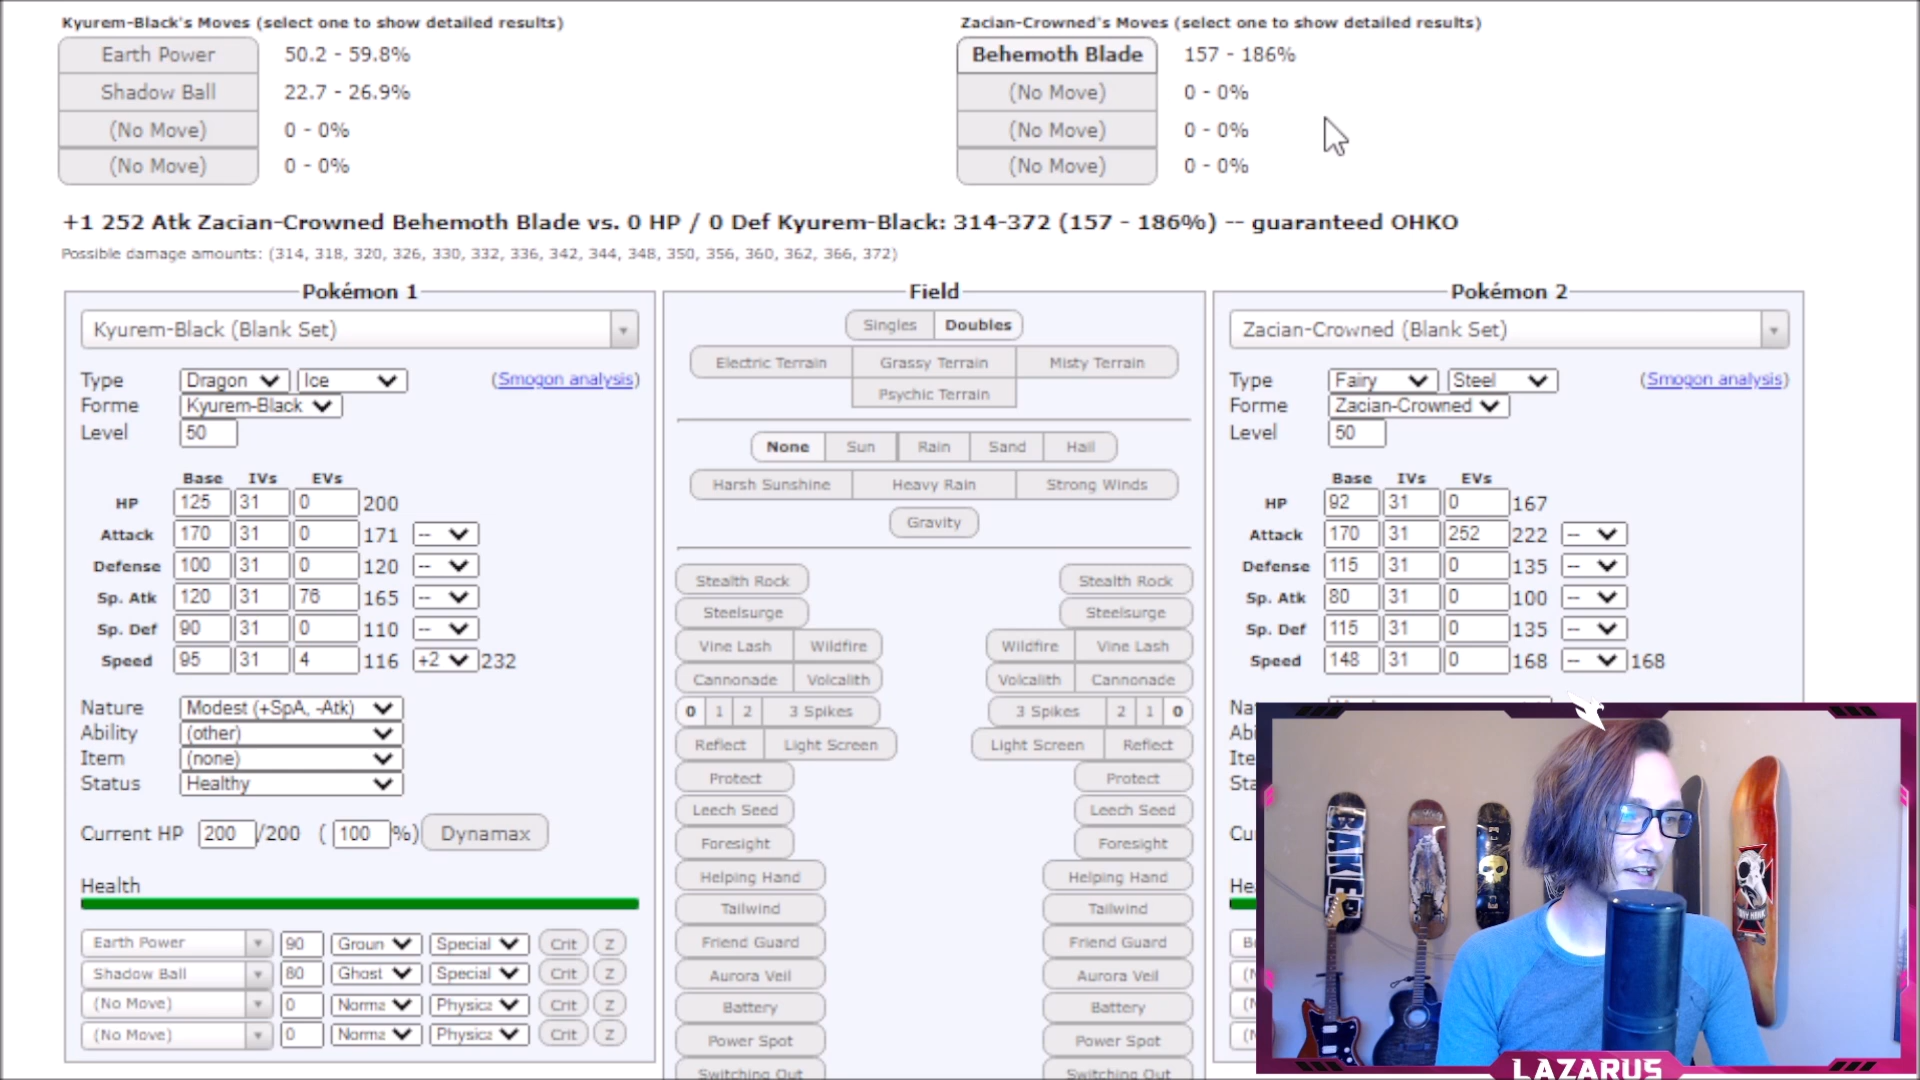 Kyurem-Black's Moves (select one to show detailed results)
Earth Power 50.2 - 59.8%
Shadow Ball 22.7 - 26.9%
(No Move) 0 - 0%
(No Move) 0 - 0%
Zacian-Crowned's Moves (select one to show detailed results)
Behemoth Blade 157 - 186%
(No Move) 0 - 0%
(No Move) 0 - 0%
(No Move) 0 - 0%
+1 252 Atk Zacian-Crowned Behemoth Blade vs. 0 HP / 0 Def Kyurem-Black: 314-372 (157 - 186%) -- guaranteed OHKO
Possible damage amounts: (314, 318, 320, 326, 330, 332, 336, 342, 344, 348, 350, 356, 360, 362, 366, 372)
Pokémon 1
Kyurem-Black (Blank Set)
Type Dragon Ice (Smogon analysis)
Forme Kyurem-Black
Level 50
Base IVs EVs
HP 125 31 0 200
Attack 170 31 0 171 --
Defense 100 31 0 120 --
Sp. Atk 120 31 76 165 --
Sp. Def 90 31 0 110 --
Speed 95 31 4 116 +2 232
Nature Modest (+SpA, -Atk)
Ability (other)
Item (none)
Status Healthy
Current HP 200 /200 ( 100 %) Dynamax
Health
Earth Power 90 Groun Special Crit Z
Shadow Ball 80 Ghost Special Crit Z
(No Move) 0 Norma Physica Crit Z
(No Move) 0 Norma Physica Crit Z
Field
Singles Doubles
Electric Terrain Grassy Terrain Misty Terrain
Psychic Terrain
None Sun Rain Sand Hail
Harsh Sunshine Heavy Rain Strong Winds
Gravity
Stealth Rock Stealth Rock
Steelsurge Steelsurge
Vine Lash Wildfire Wildfire Vine Lash
Cannonade Volcalith Volcalith Cannonade
0 1 2 3 Spikes 3 Spikes 2 1 0
Reflect Light Screen Light Screen Reflect
Protect Protect
Leech Seed Leech Seed
Foresight Foresight
Helping Hand Helping Hand
Tailwind Tailwind
Friend Guard Friend Guard
Aurora Veil Aurora Veil
Battery Battery
Power Spot Power Spot
Switching Out Switching Out
Pokémon 2
Zacian-Crowned (Blank Set)
Type Fairy Steel (Smogon analysis)
Forme Zacian-Crowned
Level 50
Base IVs EVs
HP 92 31 0 167
Attack 170 31 252 222 --
Defense 115 31 0 135 --
Sp. Atk 80 31 0 100 --
Sp. Def 115 31 0 135 --
Speed 148 31 0 168 -- 168
LAZARUS